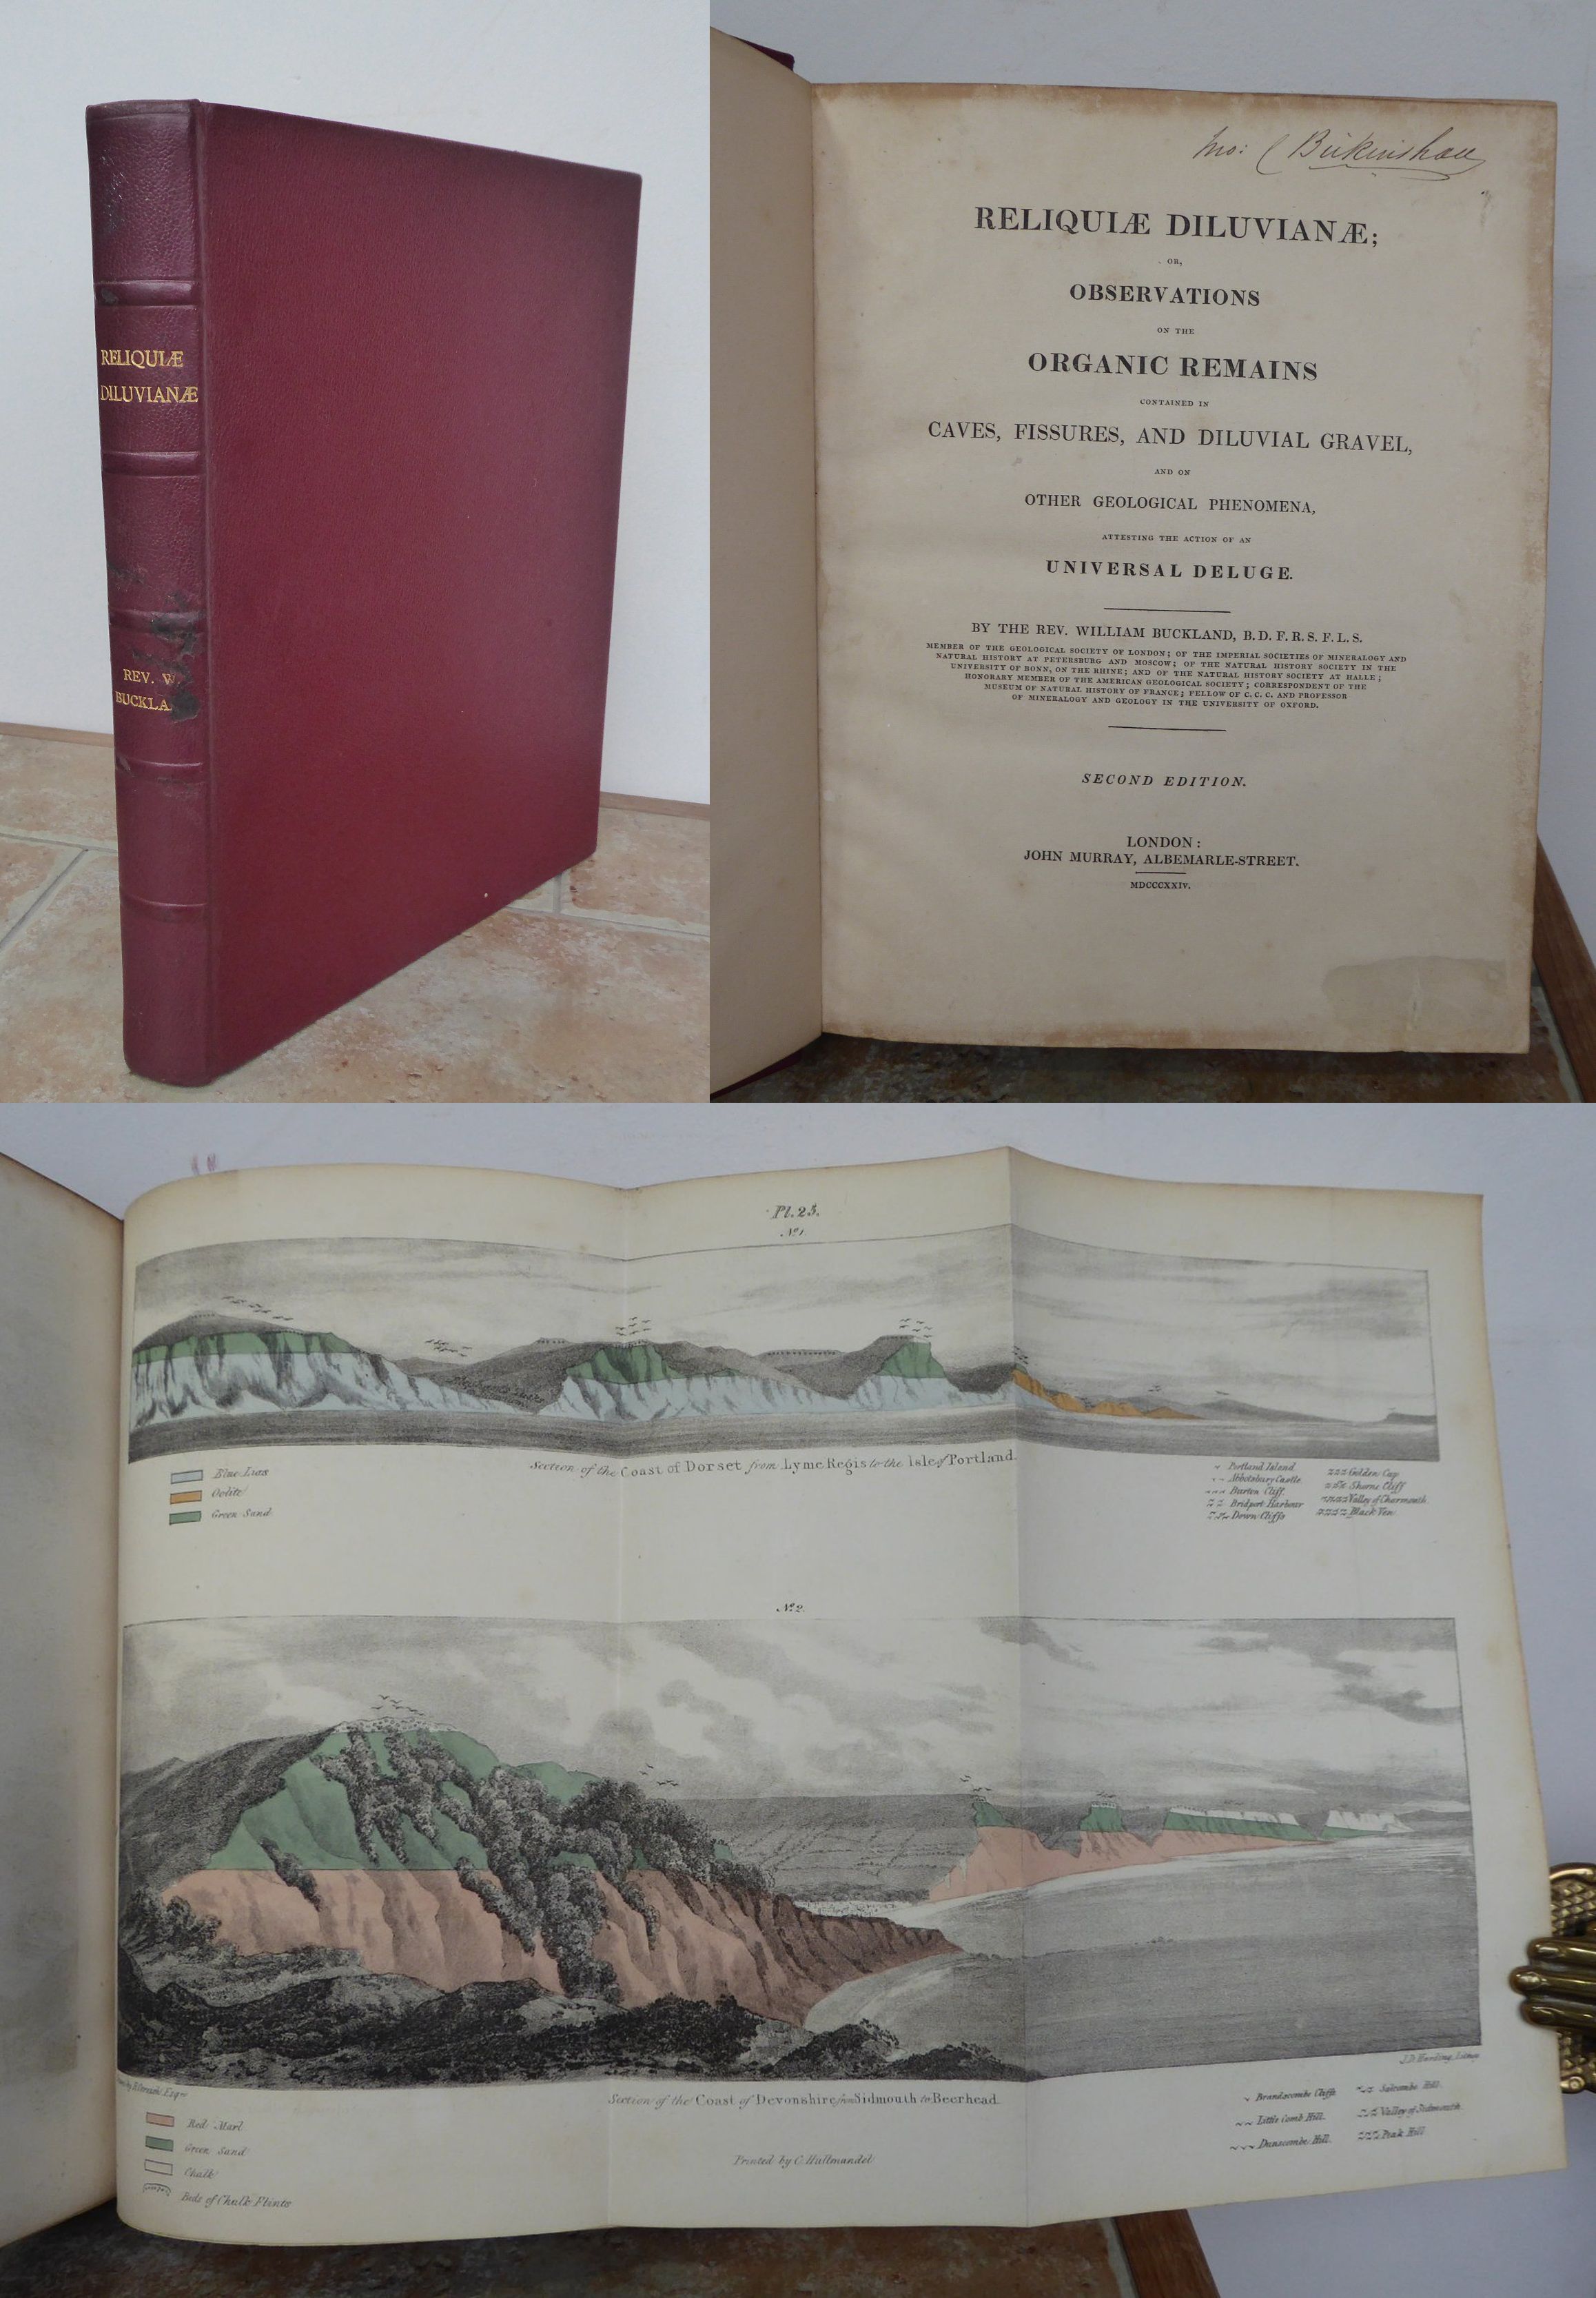 RELIQUIÆ
DILUVIANÆ
REV. W.
BUCKLA
Birkinshaw
RELIQUIÆ DILUVIANÆ;
OR,
OBSERVATIONS
ON THE
ORGANIC REMAINS
CONTAINED IN
CAVES, FISSURES, AND DILUVIAL GRAVEL,
AND ON
OTHER GEOLOGICAL PHENOMENA,
ATTESTING THE ACTION OF AN
UNIVERSAL DELUGE.
BY THE REV. WILLIAM BUCKLAND, B.D. F.R.S. F.L.S.
MEMBER OF THE GEOLOGICAL SOCIETY OF LONDON; OF THE IMPERIAL SOCIETIES OF MINERALOGY AND
NATURAL HISTORY AT PETERSBURG AND MOSCOW; OF THE NATURAL HISTORY SOCIETY IN THE
UNIVERSITY OF BONN, ON THE RHINE; AND OF THE NATURAL HISTORY SOCIETY AT HALLE;
HONORARY MEMBER OF THE AMERICAN GEOLOGICAL SOCIETY; CORRESPONDENT OF THE
MUSEUM OF NATURAL HISTORY OF FRANCE; FELLOW OF C. C. C. AND PROFESSOR
OF MINERALOGY AND GEOLOGY IN THE UNIVERSITY OF OXFORD.
SECOND EDITION.
LONDON:
JOHN MURRAY, ALBEMARLE-STREET.
MDCCCXXIV.
Pl. 25.
No. 1.
Section of the Coast of Dorset from Lyme Regis to the Isle of Portland.
Blue Lias
Oolite
Green Sand
Portland Island
Abbotsbury Castle
Burton Cliff
Bridport Harbour
Down Cliffs
Golden Cap
Shorne Cliff
Valley of Charmouth
Black Ven
No. 2.
J.D. Harding
Section of the Coast of Devonshire from Sidmouth to Beerhead.
Red Marl
Green Sand
Chalk
Beds of Chalk Flints
Printed by C. Hullmandel
Branscombe Cliffs
Little Comb Hill.
Dunscombe Hill.
Salcombe Hill.
Valley of Sidmouth
Peak Hill